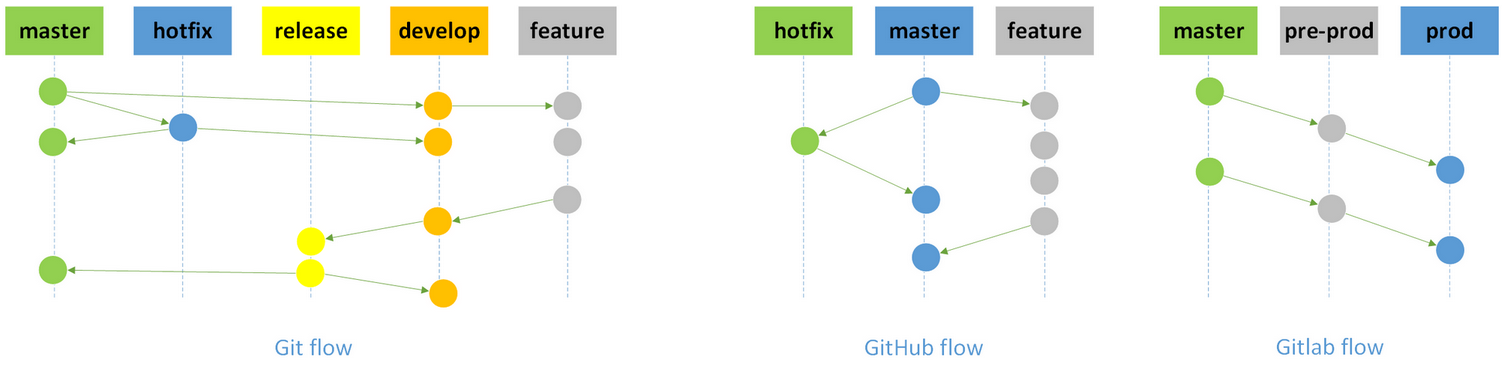 master hotfix release develop feature
hotfix master feature
master pre-prod prod
Git flow
GitHub flow
Gitlab flow